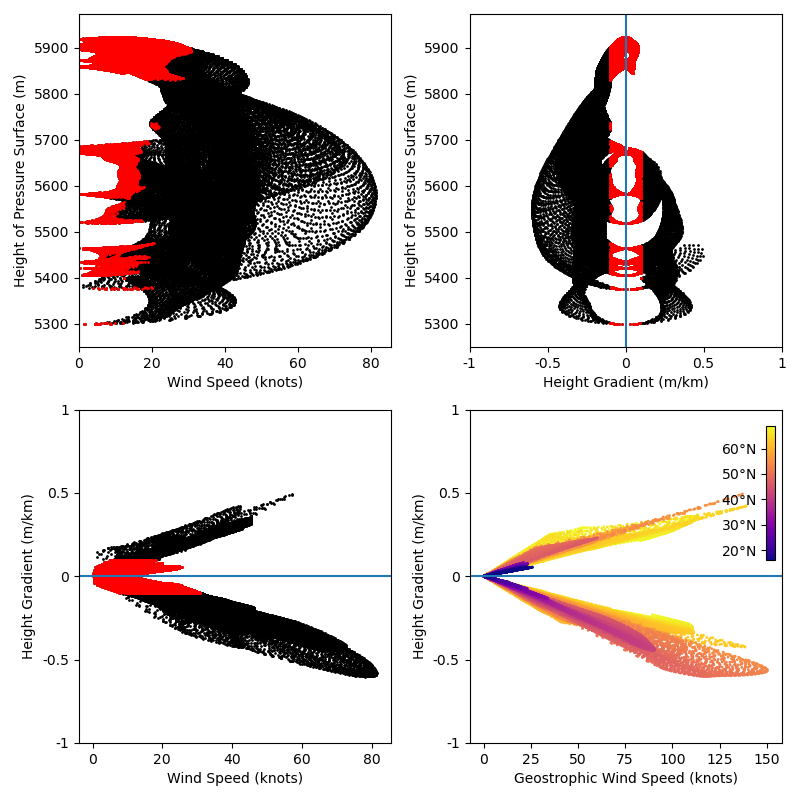 5900
5800
5700
5600
5500
5400
5300
Height of Pressure Surface (m)
0 20 40 60 80
Wind Speed (knots)
5900
5800
5700
5600
5500
5400
5300
Height of Pressure Surface (m)
-1 -0.5 0 0.5 1
Height Gradient (m/km)
1
0.5
0
-0.5
-1
Height Gradient (m/km)
0 20 40 60 80
Wind Speed (knots)
1
0.5
0
-0.5
-1
Height Gradient (m/km)
60°N
50°N
40°N
30°N
20°N
0 25 50 75 100 125 150
Geostrophic Wind Speed (knots)